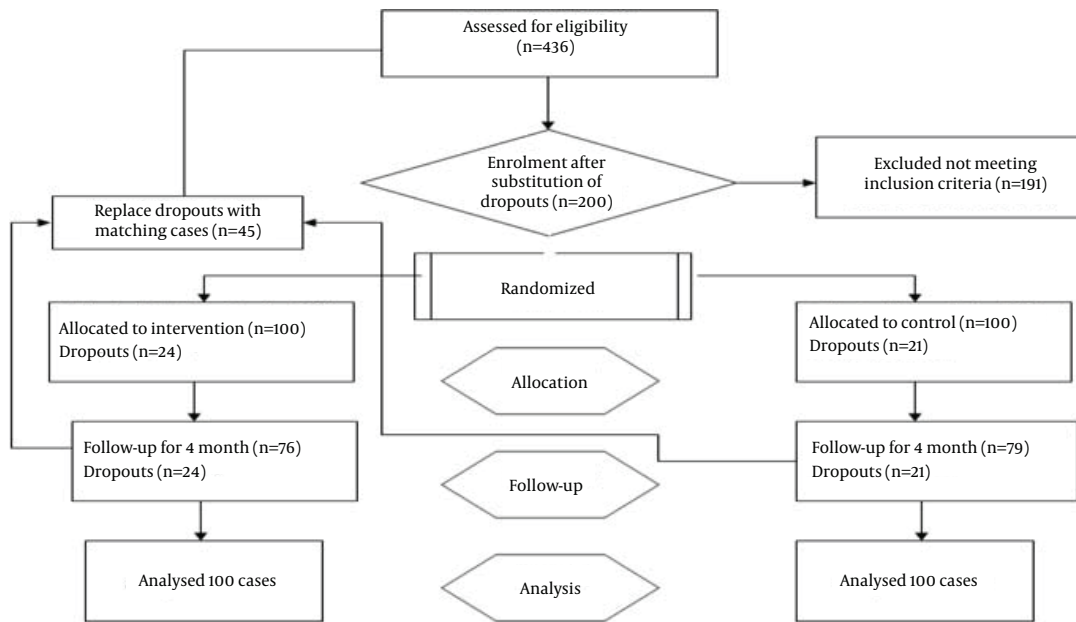 Assessed for eligibility
(n=436)
Enrolment after
substitution of
dropouts (n=200)
Excluded not meeting
inclusion criteria (n=191)
Replace dropouts with
matching cases (n=45)
Randomized
Allocated to intervention (n=100)
Dropouts (n=24)
Allocated to control (n=100)
Dropouts (n=21)
Allocation
Follow-up for 4 month (n=76)
Dropouts (n=24)
Follow-up for 4 month (n=79)
Dropouts (n=21)
Follow-up
Analysed 100 cases
Analysis
Analysed 100 cases